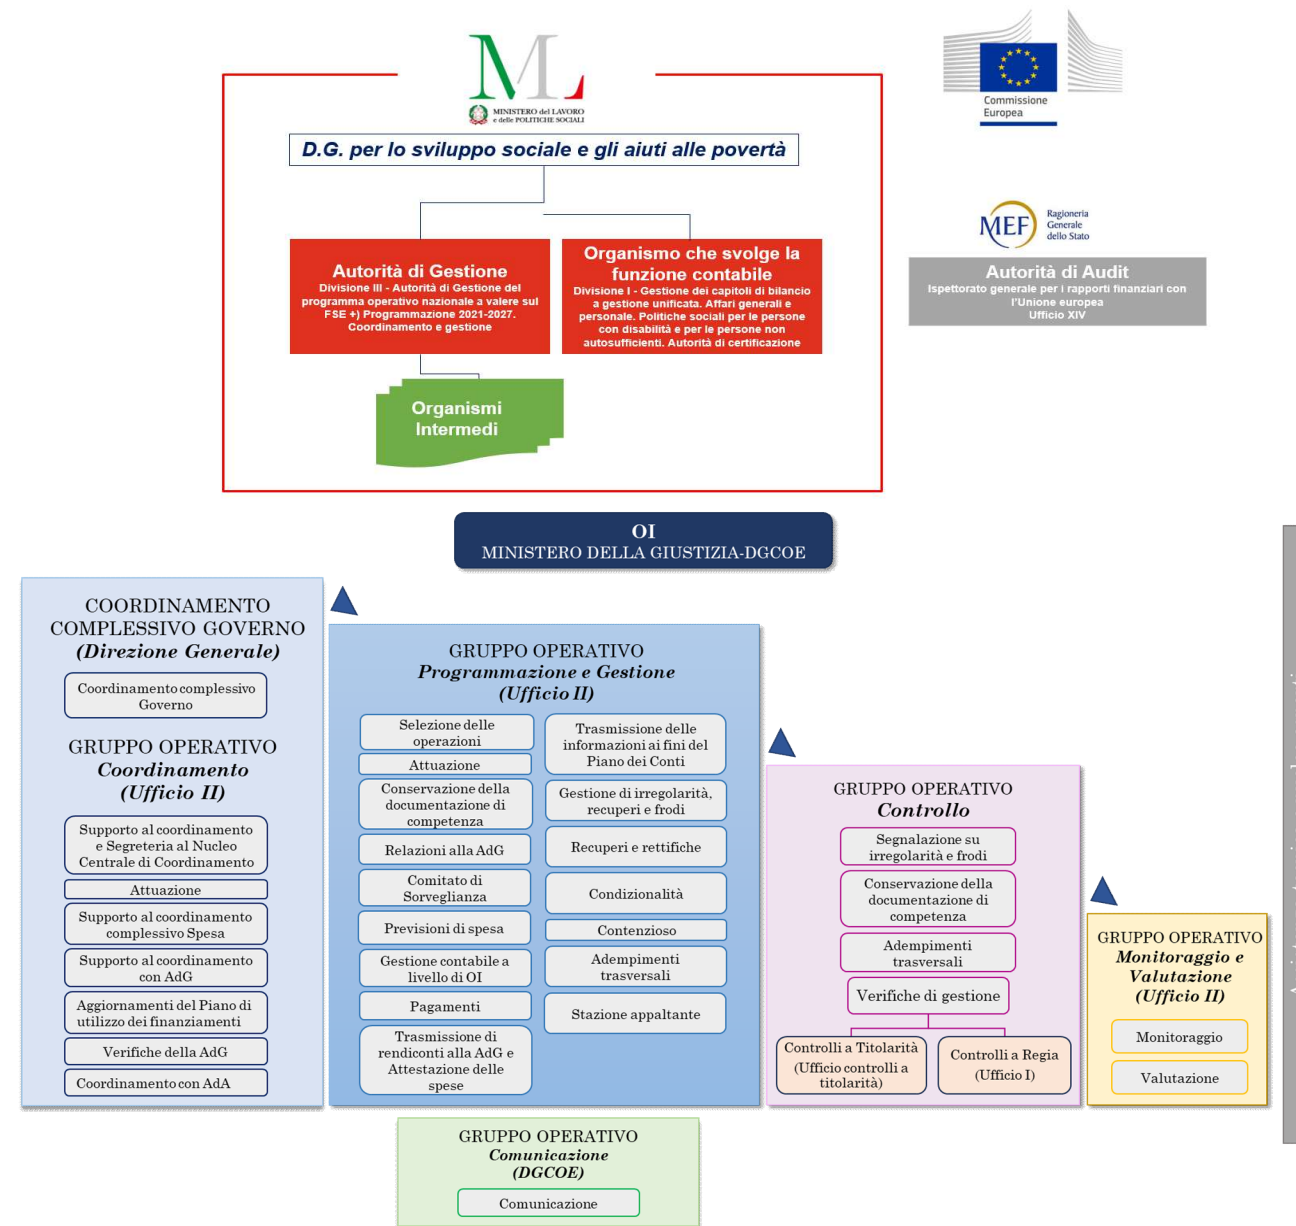 ML
MINISTERO del LAVORO
e delle POLITICHE SOCIALI
Commissione
Europea
D.G. per lo sviluppo sociale e gli aiuti alle povertà
MEF
Ragioneria
Generale
dello Stato
Autorità di Gestione
Divisione III - Autorità di Gestione del
programma operativo nazionale a valere sul
FSE +) Programmazione 2021-2027.
Coordinamento e gestione
Organismo che svolge la
funzione contabile
Divisione I - Gestione dei capitoli di bilancio
a gestione unificata. Affari generali e
personale. Politiche sociali per le persone
con disabilità e per le persone non
autosufficienti. Autorità di certificazione
Autorità di Audit
Ispettorato generale per i rapporti finanziari con
l'Unione europea
Ufficio XIV
Organismi
Intermedi
OI
MINISTERO DELLA GIUSTIZIA-DGCOE
COORDINAMENTO
COMPLESSIVO GOVERNO
(Direzione Generale)
Coordinamento complessivo
Governo
GRUPPO OPERATIVO
Coordinamento
(Ufficio II)
Supporto al coordinamento
e Segreteria al Nucleo
Centrale di Coordinamento
Attuazione
Supporto al coordinamento
complessivo Spesa
Supporto al coordinamento
con AdG
Aggiornamenti del Piano di
utilizzo dei finanziamenti
Verifiche della AdG
Coordinamento con AdA
GRUPPO OPERATIVO
Programmazione e Gestione
(Ufficio II)
Selezione delle
operazioni
Attuazione
Conservazione della
documentazione di
competenza
Relazioni alla AdG
Comitato di
Sorveglianza
Previsioni di spesa
Gestione contabile a
livello di OI
Pagamenti
Trasmissione di
rendiconti alla AdG e
Attestazione delle
spese
Trasmissione delle
informazioni ai fini del
Piano dei Conti
Gestione di irregolarità,
recuperi e frodi
Recuperi e rettifiche
Condizionalità
Contenzioso
Adempimenti
trasversali
Stazione appaltante
GRUPPO OPERATIVO
Controllo
Segnalazione su
irregolarità e frodi
Conservazione della
documentazione di
competenza
Adempimenti
trasversali
Verifiche di gestione
Controlli a Titolarità
(Ufficio controlli a
titolarità)
Controlli a Regia
(Ufficio I)
GRUPPO OPERATIVO
Monitoraggio e
Valutazione
(Ufficio II)
Monitoraggio
Valutazione
GRUPPO OPERATIVO
Comunicazione
(DGCOE)
Comunicazione